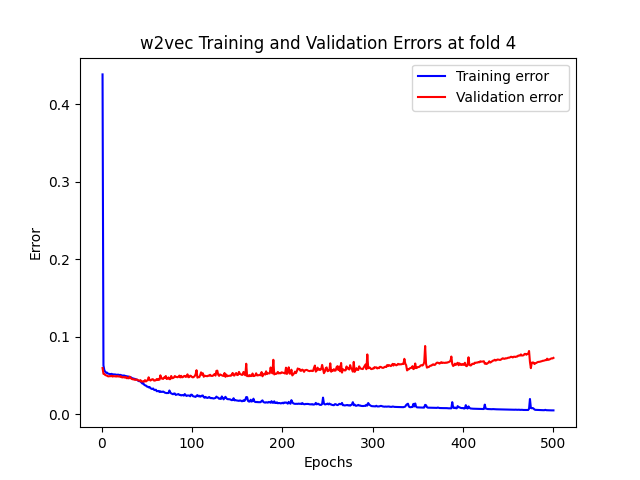 w2vec Training and Validation Errors at fold 4
Training error
Validation error
0.4
0.3
0.2
0.1
0.0
Error
0 100 200 300 400 500
Epochs